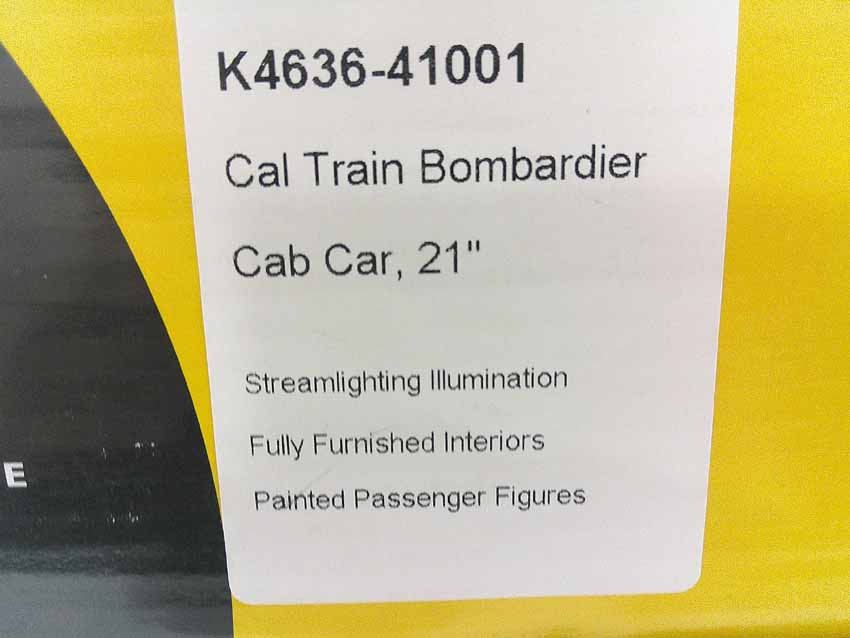 K4636-41001
Cal Train Bombardier
Cab Car, 21"
Streamlighting Illumination
Fully Furnished Interiors
Painted Passenger Figures
E